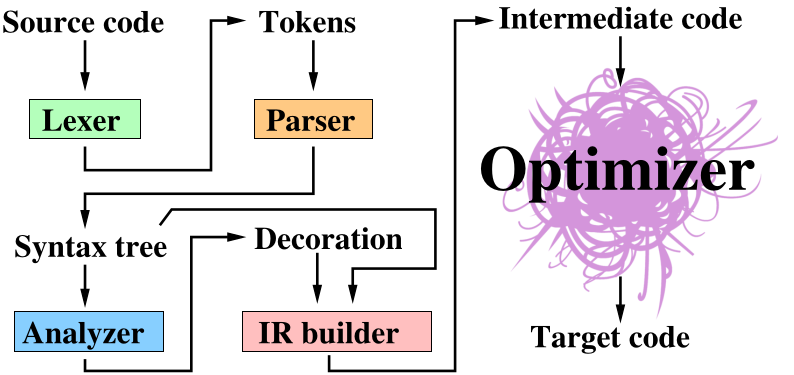 Source code
Lexer
Tokens
Parser
Syntax tree
Analyzer
Decoration
IR builder
Intermediate code
Optimizer
Target code